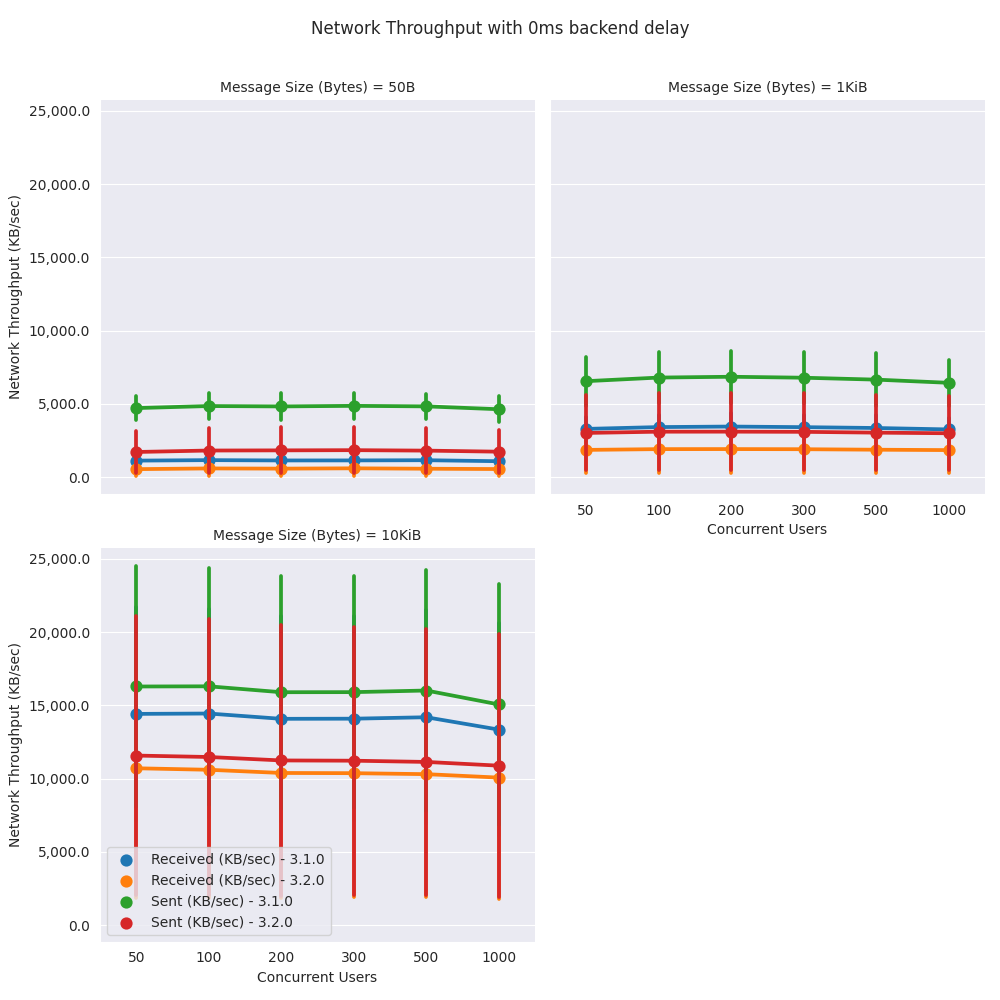 Network Throughput with 0ms backend delay
Message Size (Bytes) = 50B
Network Throughput (KB/sec)
25,000.0
20,000.0
15,000.0
10,000.0
5,000.0
0.0
Message Size (Bytes) = 1KiB
50 100 200 300 500 1000
Concurrent Users
Message Size (Bytes) = 10KiB
Network Throughput (KB/sec)
25,000.0
20,000.0
15,000.0
10,000.0
5,000.0
0.0
Received (KB/sec) - 3.1.0
Received (KB/sec) - 3.2.0
Sent (KB/sec) - 3.1.0
Sent (KB/sec) - 3.2.0
50 100 200 300 500 1000
Concurrent Users